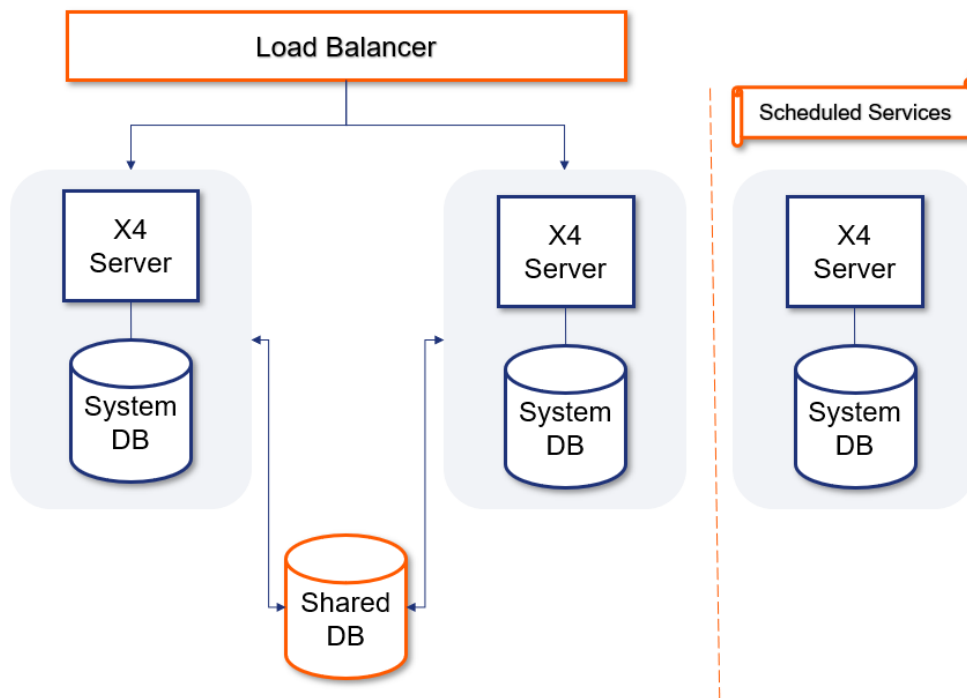 Load Balancer
Scheduled Services
X4
Server
System
DB
X4
Server
System
DB
X4
Server
System
DB
Shared
DB